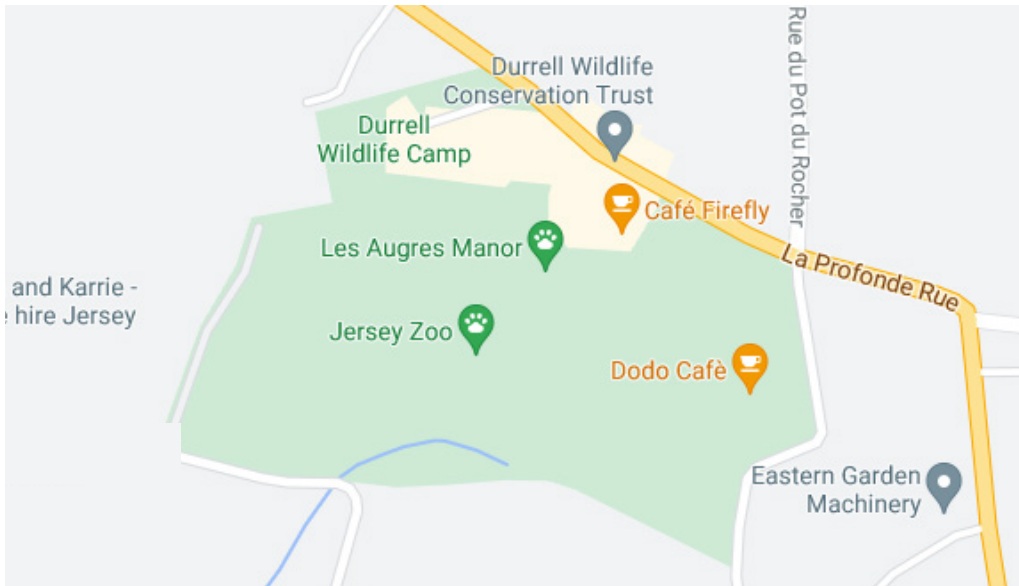 Rue du Pot du Rocher
Durrell Wildlife
Conservation Trust
Durrell
Wildlife Camp
Café Firefly
Les Augres Manor
La Profonde Rue
and Karrie -
hire Jersey
Jersey Zoo
Dodo Cafè
Eastern Garden
Machinery